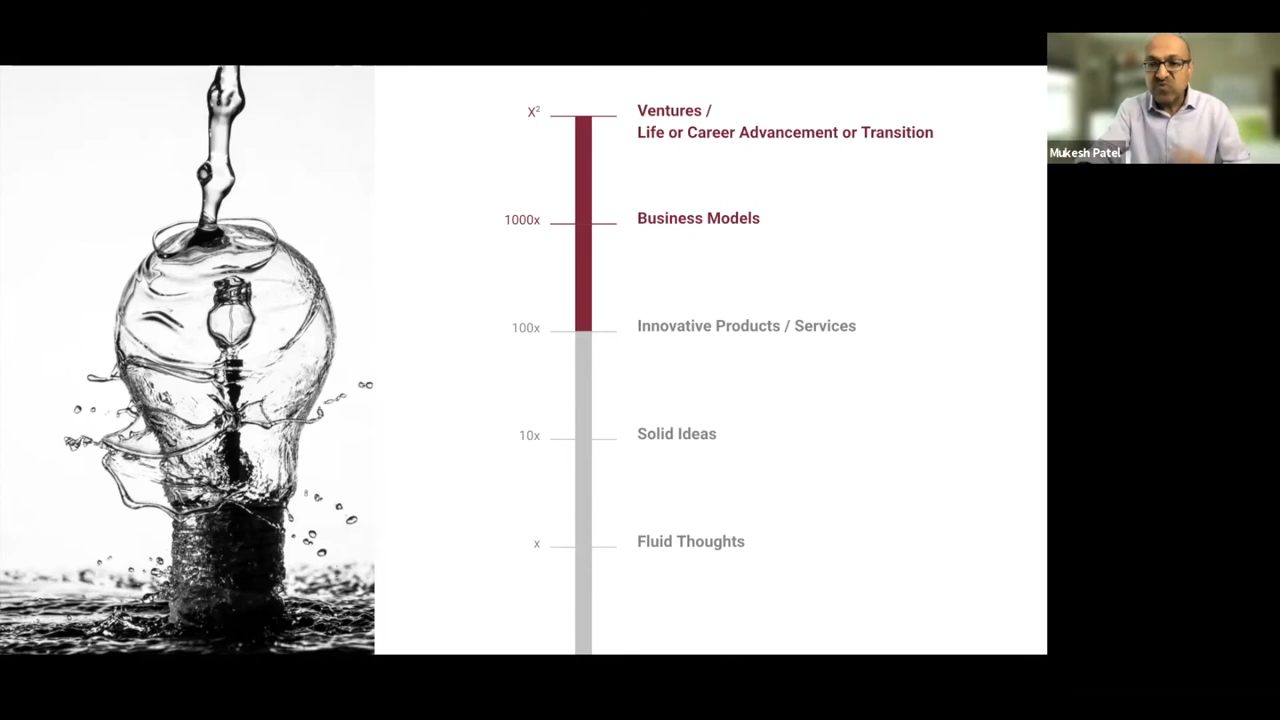 X²
Ventures /
Life or Career Advancement or Transition
1000x
Business Models
100x
Innovative Products / Services
10x
Solid Ideas
x
Fluid Thoughts
Mukesh Patel